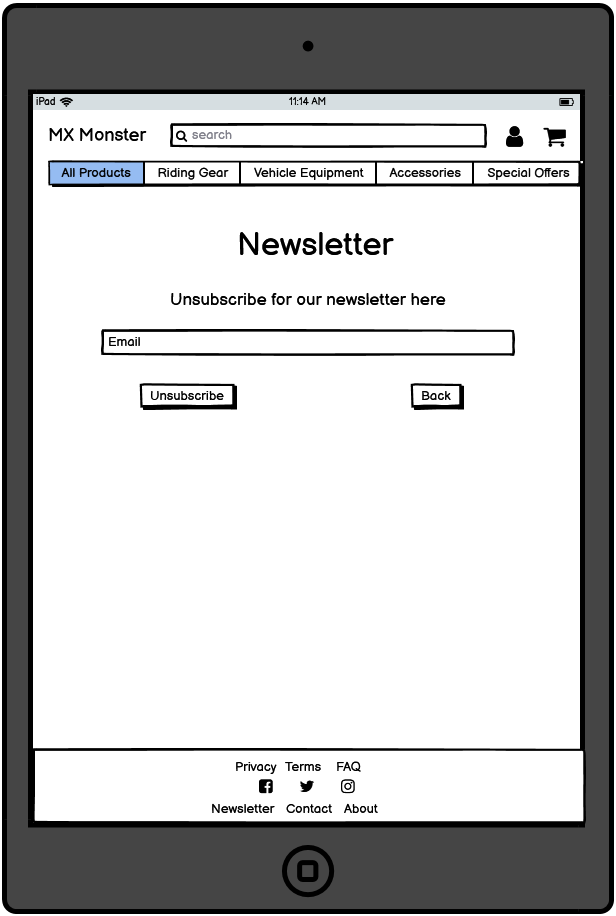 iPad 11:14 AM
MX Monster search
All Products Riding Gear Vehicle Equipment Accessories Special Offers
Newsletter
Unsubscribe for our newsletter here
Email
Unsubscribe Back
Privacy Terms FAQ
Newsletter Contact About